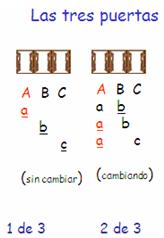 Las tres puertas
A B C A B C
a a b
b a b
c a c
(sin cambiar) (cambiando)
1 de 3 2 de 3